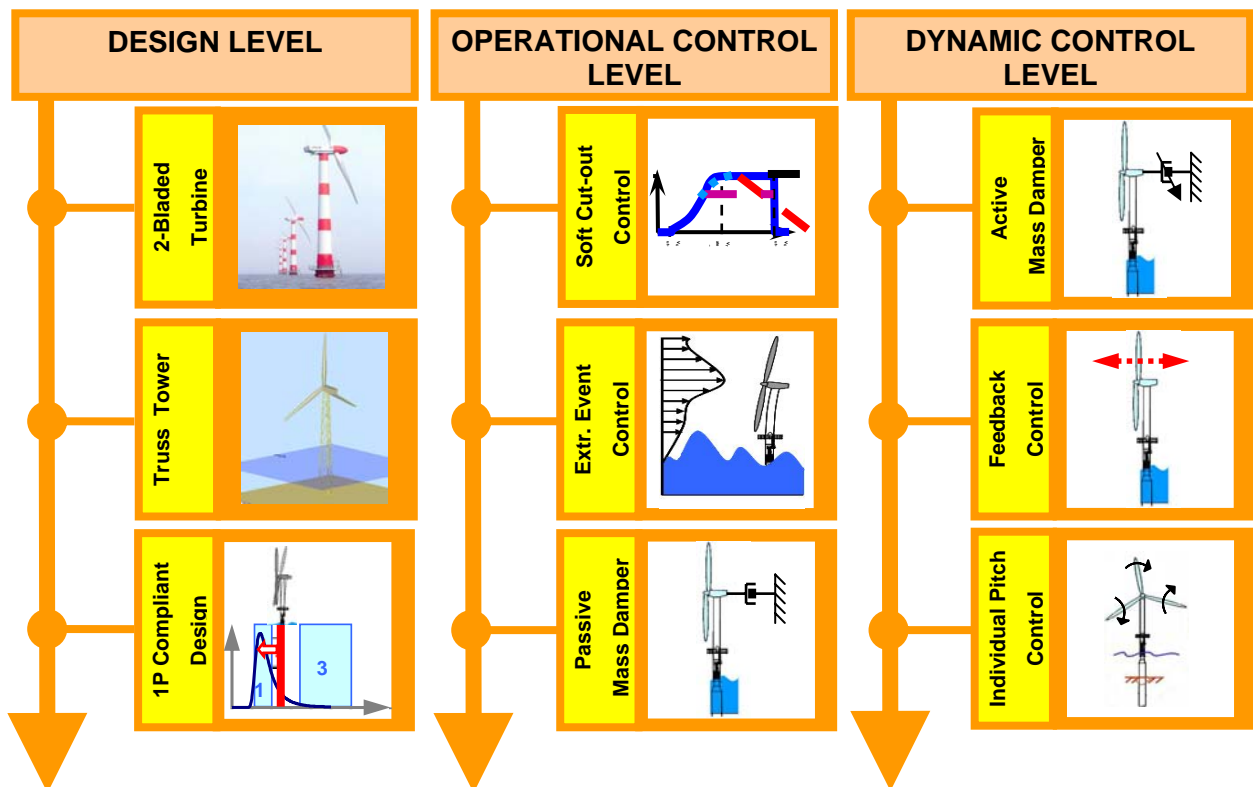 DESIGN LEVEL
2-Bladed
Turbine
Truss Tower
1P Compliant
Design
1
3
OPERATIONAL CONTROL
LEVEL
Soft Cut-out
Control
Extr. Event
Control
Passive
Mass Damper
DYNAMIC CONTROL
LEVEL
Active
Mass Damper
Feedback
Control
Individual Pitch
Control